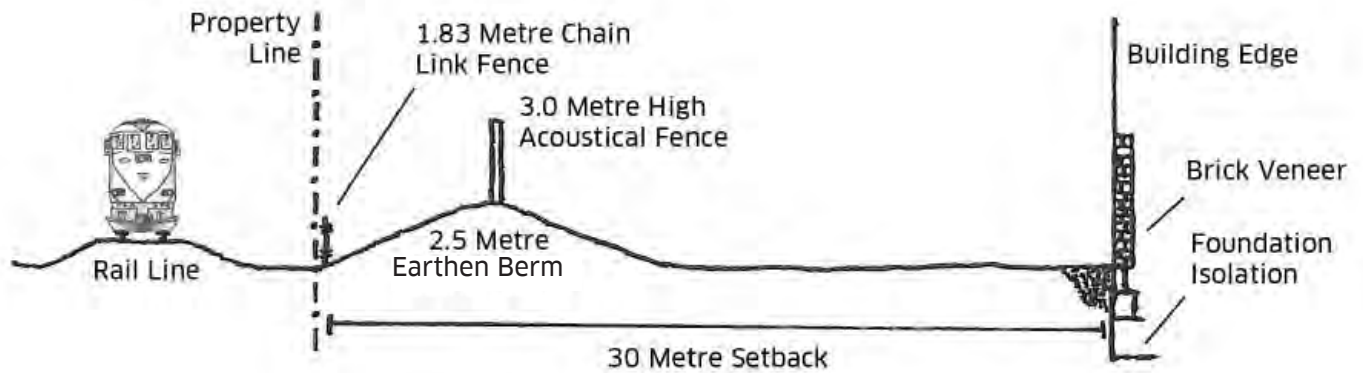 Property
Line
1.83 Metre Chain
Link Fence
3.0 Metre High
Acoustical Fence
Building Edge
Brick Veneer
Foundation
Isolation
2.5 Metre
Earthen Berm
Rail Line
30 Metre Setback